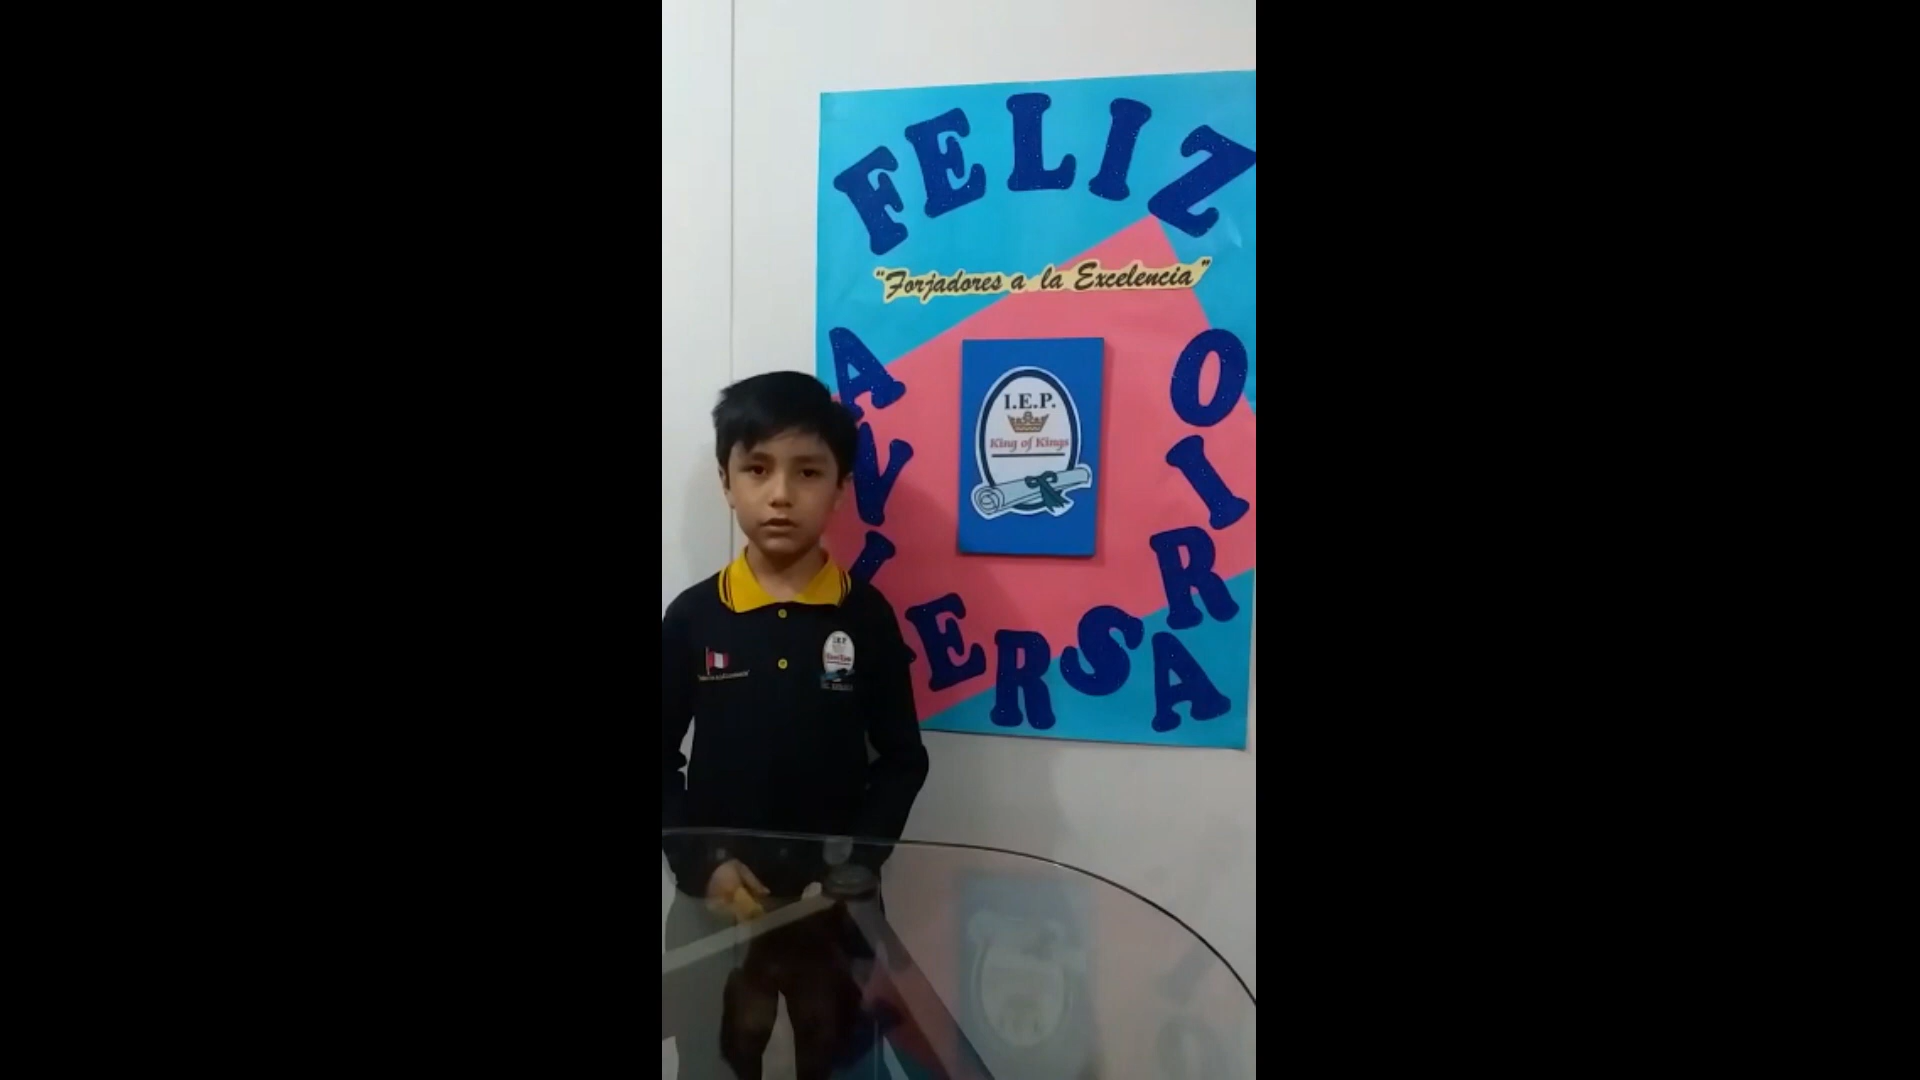 FELIZ
"Forjadores a la Excelencia"
ANIVERSARIO
I.E.P.
King of Kings
I.E.P